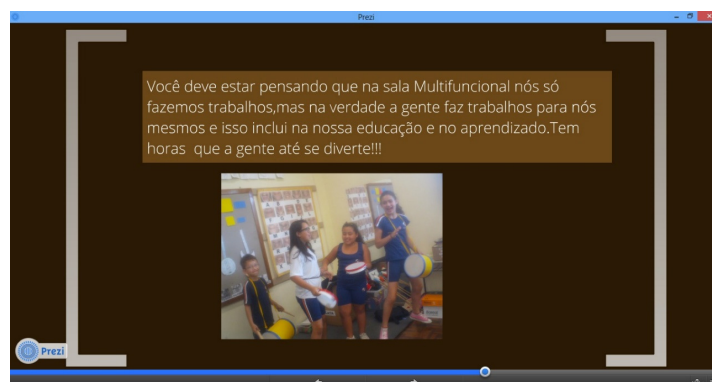 Prezi
Você deve estar pensando que na sala Multifuncional nós só
fazemos trabalhos,mas na verdade a gente faz trabalhos para nós
mesmos e isso inclui na nossa educação e no aprendizado.Tem
horas  que a gente até se diverte!!!
Prezi